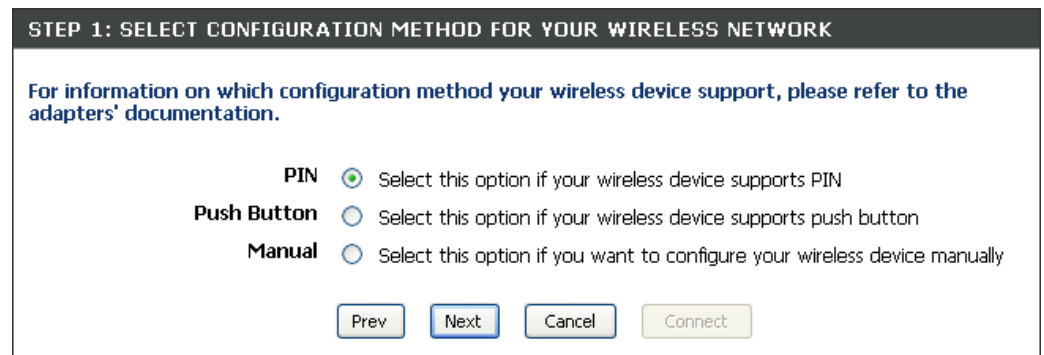 STEP 1: SELECT CONFIGURATION METHOD FOR YOUR WIRELESS NETWORK
For information on which configuration method your wireless device support, please refer to the
adapters' documentation.
PIN Select this option if your wireless device supports PIN
Push Button Select this option if your wireless device supports push button
Manual Select this option if you want to configure your wireless device manually
Prev Next Cancel Connect